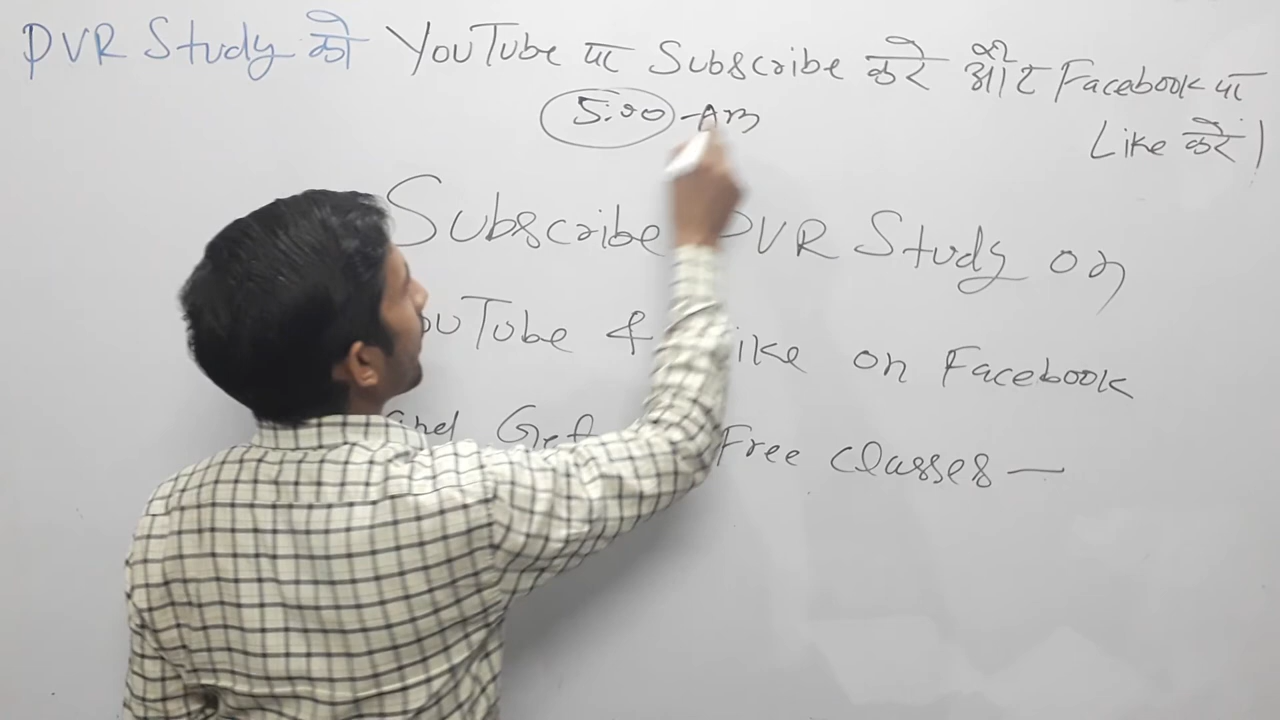 PVR Study को YouTube पर Subscribe करे और Facebook पर
Like करे।
5:00 Am
Subscribe PVR Study on
YouTube & Like on Facebook
and Get Free Classes —